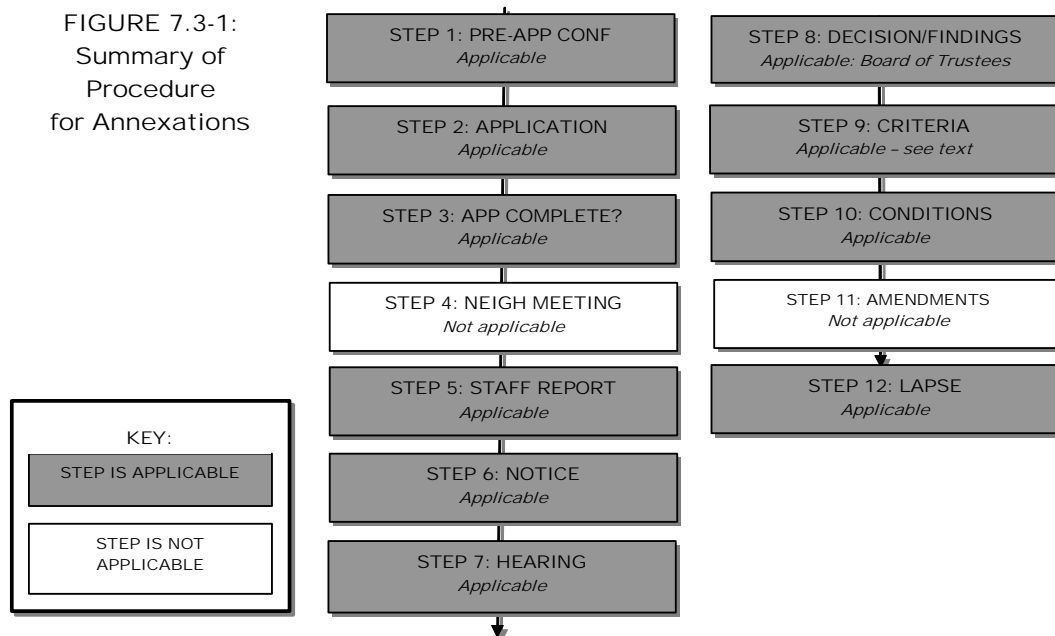 FIGURE 7.3-1:
Summary of
Procedure
for Annexations
STEP 1: PRE-APP CONF
Applicable
STEP 2: APPLICATION
Applicable
STEP 3: APP COMPLETE?
Applicable
STEP 4: NEIGH MEETING
Not applicable
STEP 5: STAFF REPORT
Applicable
STEP 6: NOTICE
Applicable
STEP 7: HEARING
Applicable
STEP 8: DECISION/FINDINGS
Applicable: Board of Trustees
STEP 9: CRITERIA
Applicable – see text
STEP 10: CONDITIONS
Applicable
STEP 11: AMENDMENTS
Not applicable
STEP 12: LAPSE
Applicable
KEY:
STEP IS APPLICABLE
STEP IS NOT
APPLICABLE